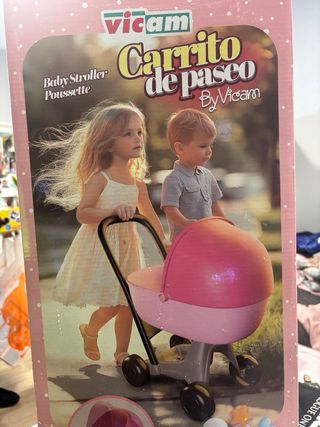 vicam
Carrito
de paseo
By Vicam
Baby Stroller
Poussette